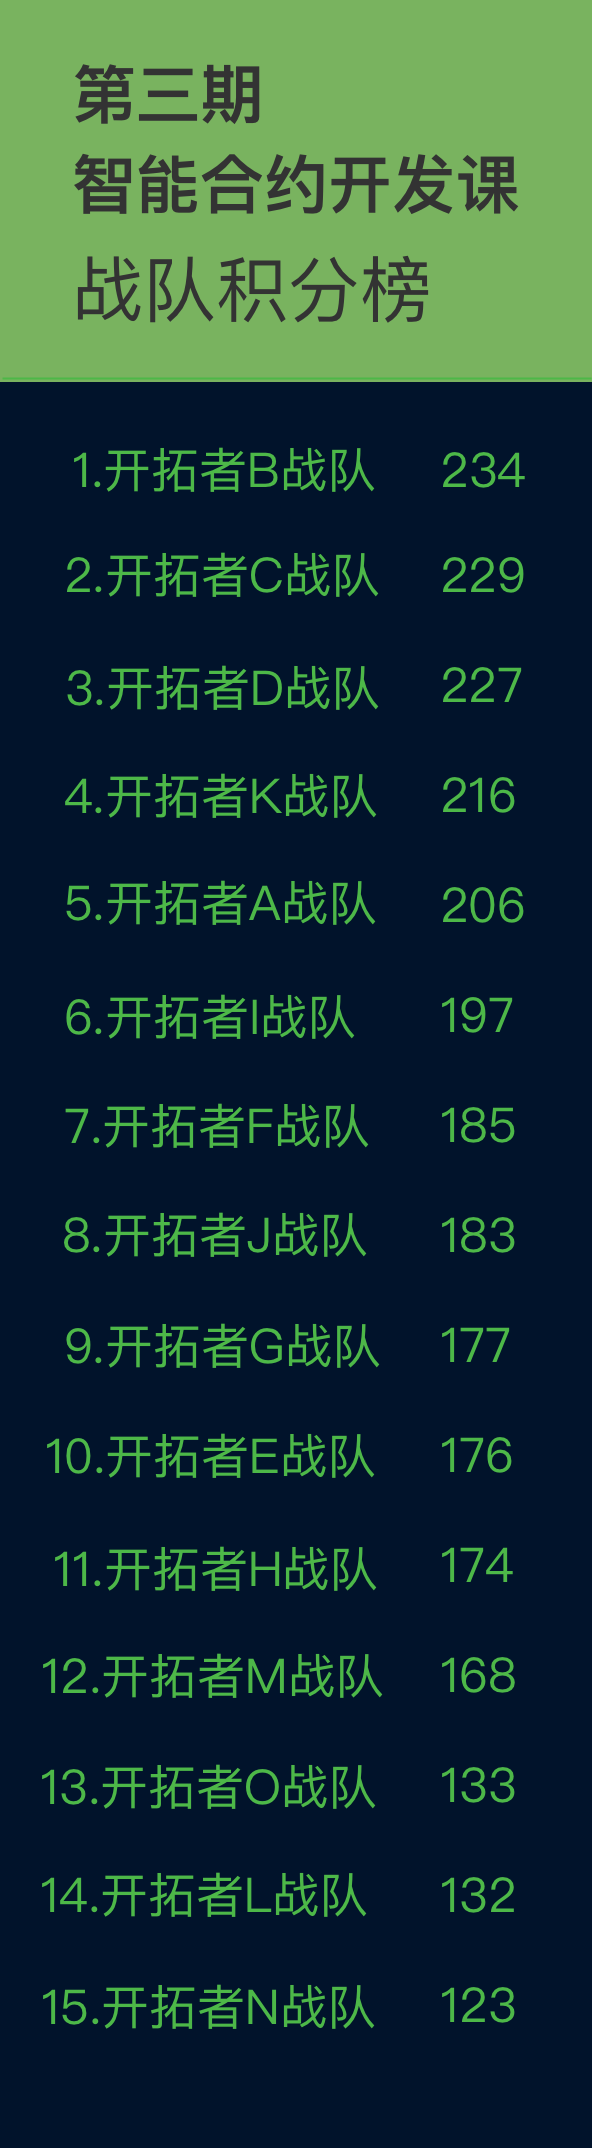 第三期
智能合约开发课
战队积分榜
1.开拓者B战队 234
2.开拓者C战队 229
3.开拓者D战队 227
4.开拓者K战队 216
5.开拓者A战队 206
6.开拓者I战队 197
7.开拓者F战队 185
8.开拓者J战队 183
9.开拓者G战队 177
10.开拓者E战队 176
11.开拓者H战队 174
12.开拓者M战队 168
13.开拓者O战队 133
14.开拓者L战队 132
15.开拓者N战队 123